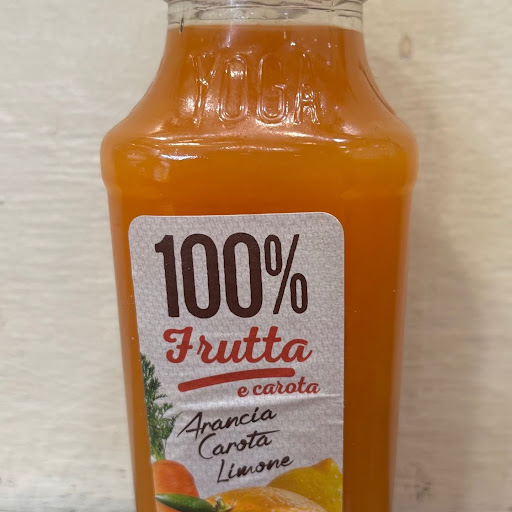 YOGA
100%
Frutta
e carota
Arancia
Carota
Limone